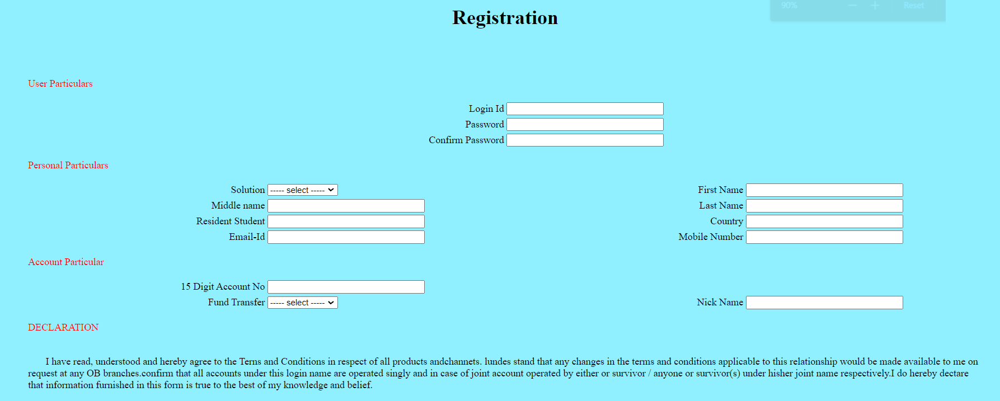 Registration
90% — + Reset
User Particulars
Login Id
Password
Confirm Password
Personal Particulars
Solution ----- select ----- First Name
Middle name Last Name
Resident Student Country
Email-Id Mobile Number
Account Particular
15 Digit Account No
Fund Transfer ----- select ----- Nick Name
DECLARATION
I have read, understood and hereby agree to the Terns and Conditions in respect of all products andchannets. lundes stand that any changes in the terms and conditions applicable to this relationship would be made available to me on
request at any OB branches.confirm that all accounts under this login name are operated singly and in case of joint account operated by either or survivor / anyone or survivor(s) under hisher joint name respectively.I do hereby dectare
that information furnished in this form is true to the best of my knowledge and belief.